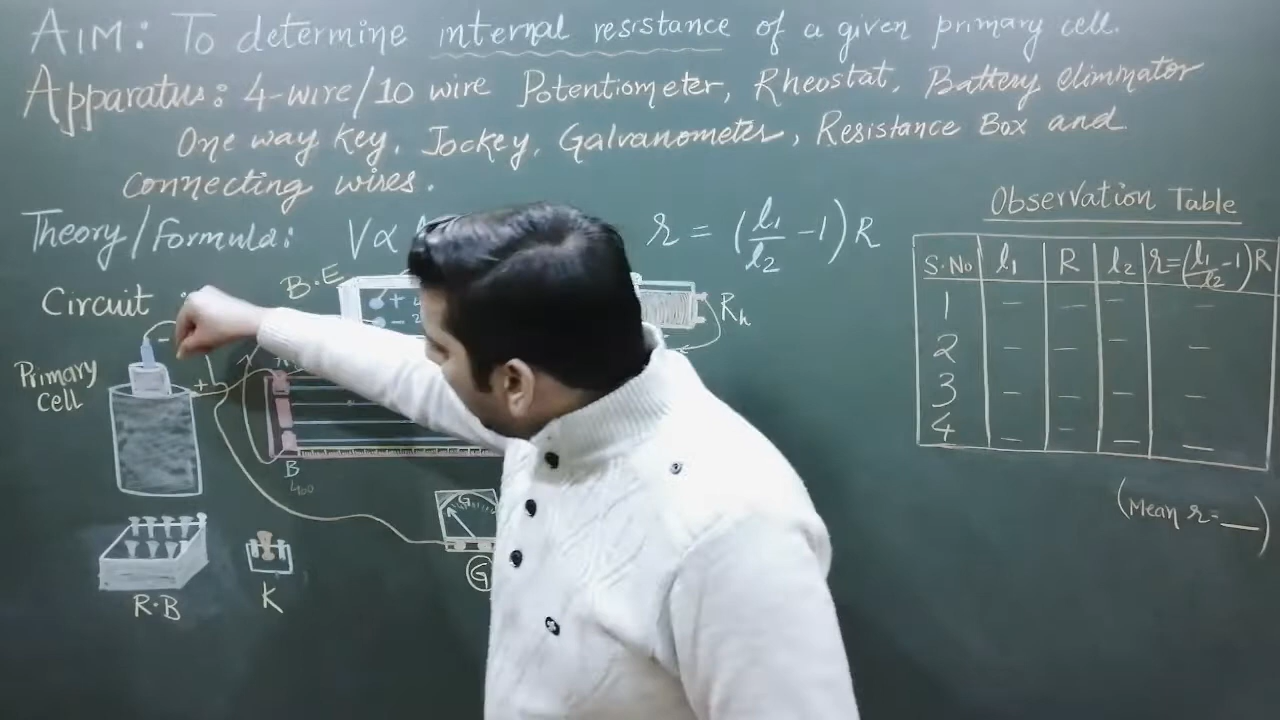 AIM: To determine internal resistance of a given primary cell.
Apparatus: 4-wire/10 wire Potentiometer, Rheostat, Battery eliminator
One way key, Jockey, Galvanometer, Resistance Box and
connecting wires.
Theory/Formula: V∝ r = (l₁/l₂ -1)R
Circuit
B.E
+
-
Rh
Primary
cell
-
+
B
400
G
G
R.B
K
Observation Table
S.No l₁ R l₂ r=(l₁/l₂-1)R
1 - - - -
2 - - - -
3 - - - -
4 - - - -
(Mean r=__)